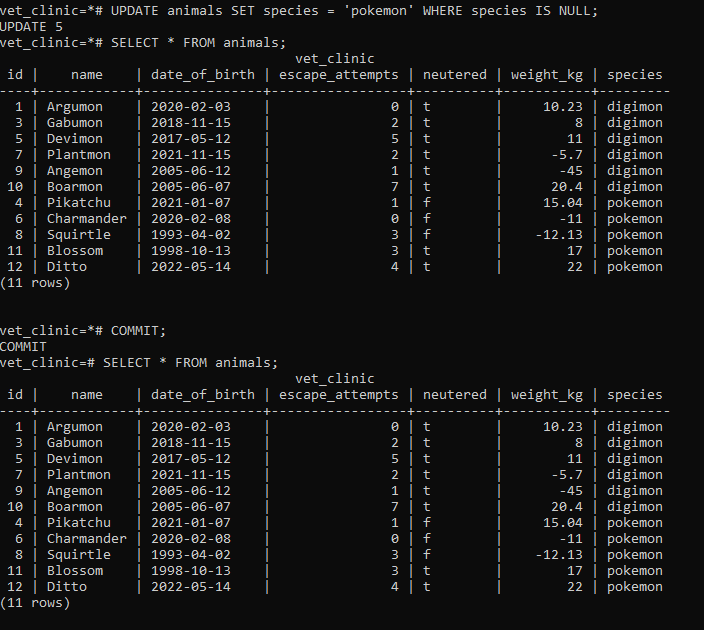 vet_clinic=*# UPDATE animals SET species = 'pokemon' WHERE species IS NULL;
UPDATE 5
vet_clinic=*# SELECT * FROM animals;
vet_clinic
id | name | date_of_birth | escape_attempts | neutered | weight_kg | species
----+-----------+---------------+-----------------+----------+-----------+---------
1 | Argumon | 2020-02-03 | 0 | t | 10.23 | digimon
3 | Gabumon | 2018-11-15 | 2 | t | 8 | digimon
5 | Devimon | 2017-05-12 | 5 | t | 11 | digimon
7 | Plantmon | 2021-11-15 | 2 | t | -5.7 | digimon
9 | Angemon | 2005-06-12 | 1 | t | -45 | digimon
10 | Boarmon | 2005-06-07 | 7 | t | 20.4 | digimon
4 | Pikatchu | 2021-01-07 | 1 | f | 15.04 | pokemon
6 | Charmander | 2020-02-08 | 0 | f | -11 | pokemon
8 | Squirtle | 1993-04-02 | 3 | f | -12.13 | pokemon
11 | Blossom | 1998-10-13 | 3 | t | 17 | pokemon
12 | Ditto | 2022-05-14 | 4 | t | 22 | pokemon
(11 rows)
vet_clinic=*# COMMIT;
COMMIT
vet_clinic=# SELECT * FROM animals;
vet_clinic
id | name | date_of_birth | escape_attempts | neutered | weight_kg | species
----+-----------+---------------+-----------------+----------+-----------+---------
1 | Argumon | 2020-02-03 | 0 | t | 10.23 | digimon
3 | Gabumon | 2018-11-15 | 2 | t | 8 | digimon
5 | Devimon | 2017-05-12 | 5 | t | 11 | digimon
7 | Plantmon | 2021-11-15 | 2 | t | -5.7 | digimon
9 | Angemon | 2005-06-12 | 1 | t | -45 | digimon
10 | Boarmon | 2005-06-07 | 7 | t | 20.4 | digimon
4 | Pikatchu | 2021-01-07 | 1 | f | 15.04 | pokemon
6 | Charmander | 2020-02-08 | 0 | f | -11 | pokemon
8 | Squirtle | 1993-04-02 | 3 | f | -12.13 | pokemon
11 | Blossom | 1998-10-13 | 3 | t | 17 | pokemon
12 | Ditto | 2022-05-14 | 4 | t | 22 | pokemon
(11 rows)